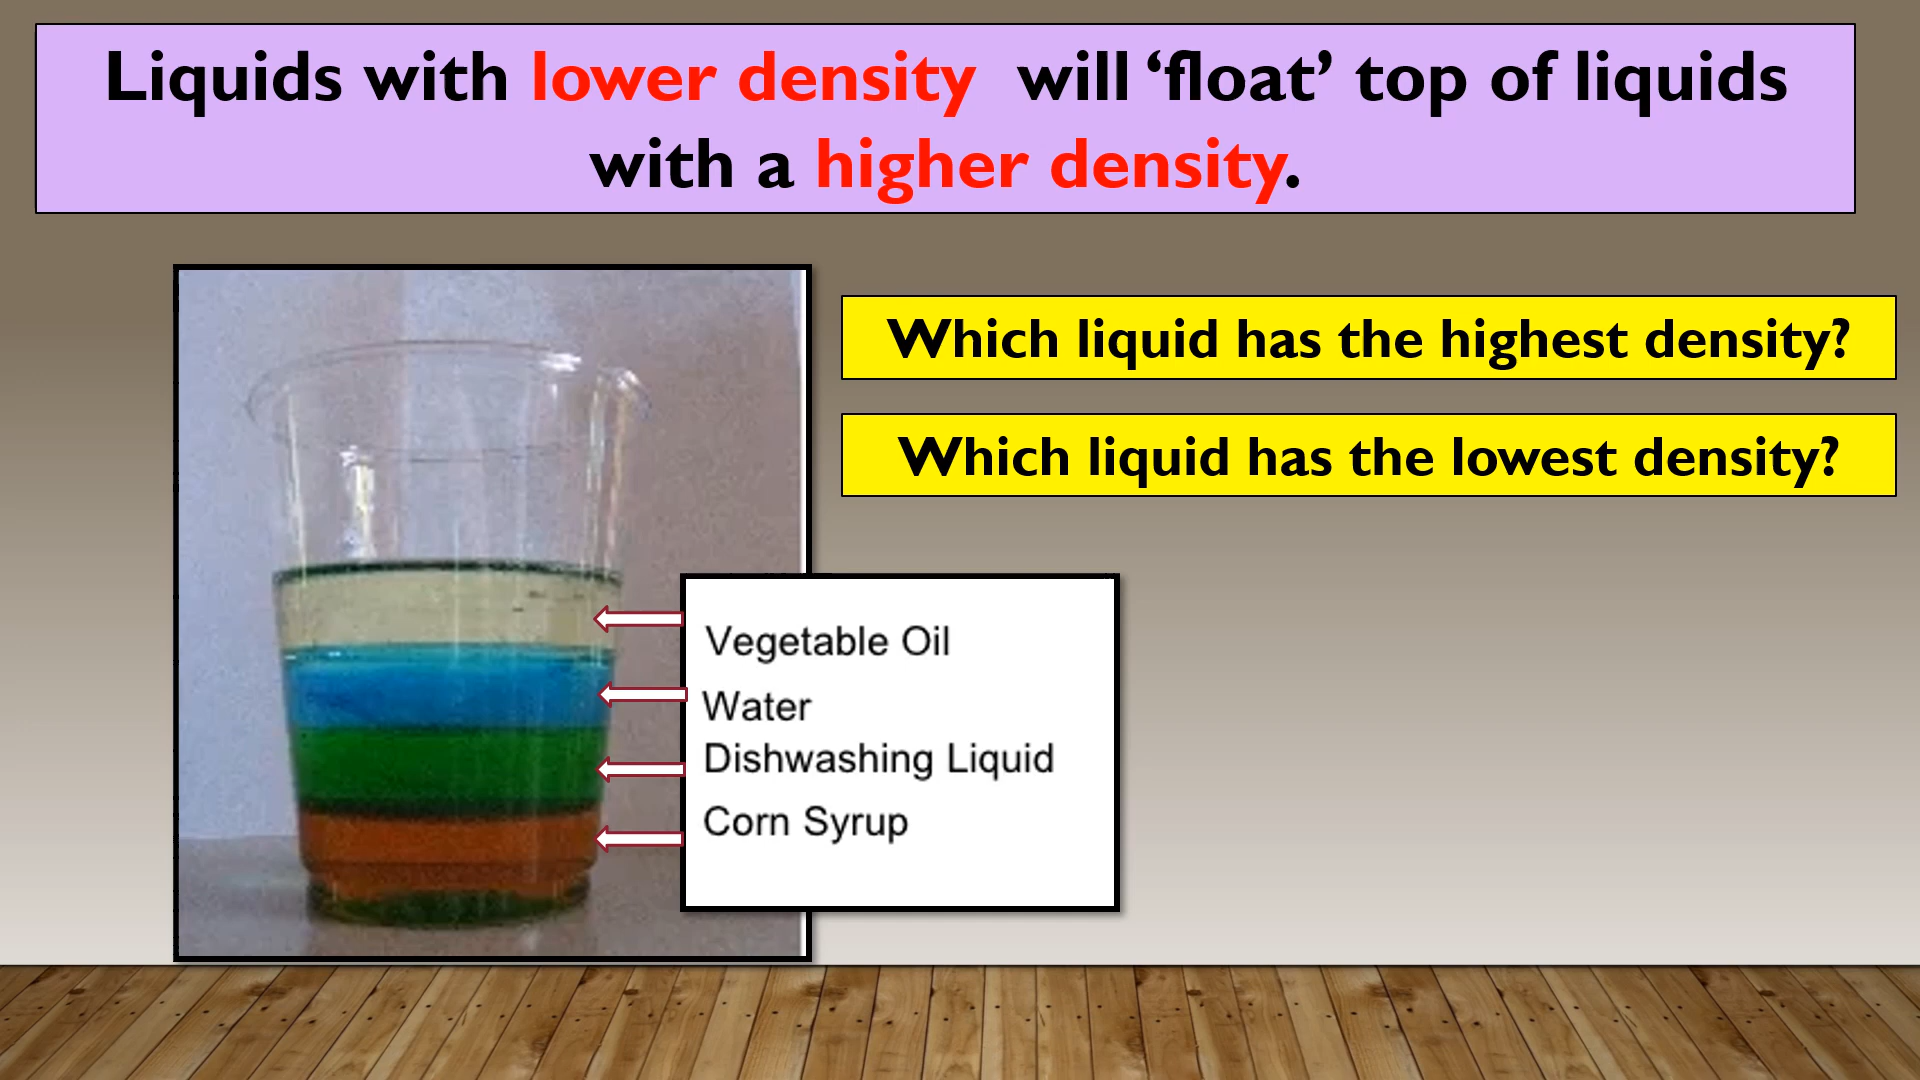 Liquids with lower density will ‘float’ top of liquids
with a higher density.
Which liquid has the highest density?
Which liquid has the lowest density?
Vegetable Oil
Water
Dishwashing Liquid
Corn Syrup